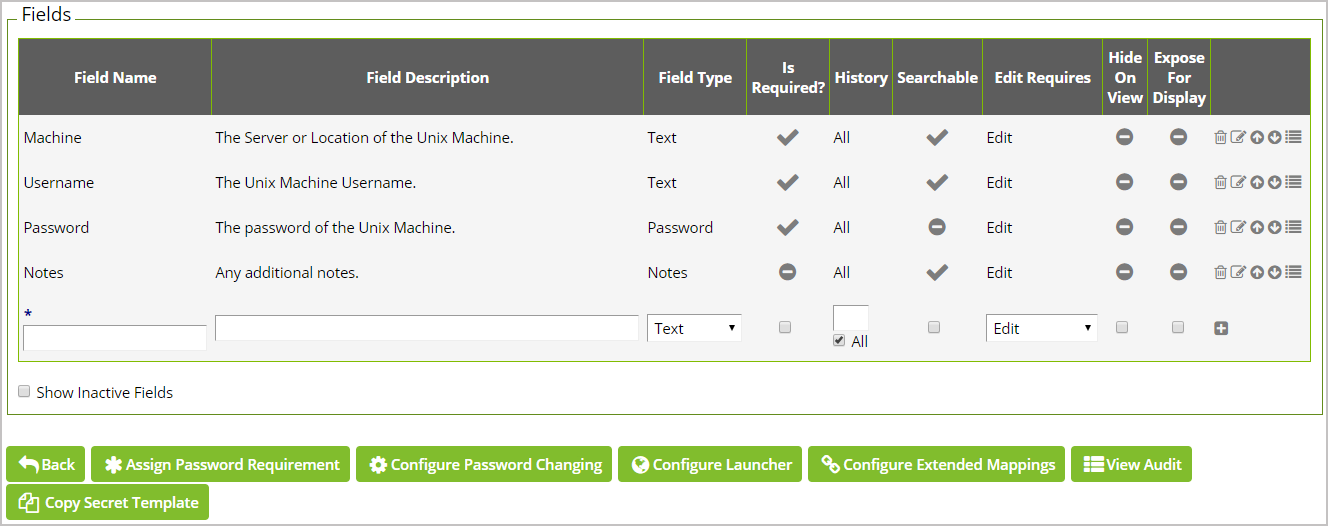 Fields
Field Name Field Description Field Type Is Required? History Searchable Edit Requires Hide On View Expose For Display
Machine The Server or Location of the Unix Machine. Text All Edit
Username The Unix Machine Username. Text All Edit
Password The password of the Unix Machine. Password All Edit
Notes Any additional notes. Notes All Edit
*
Text Edit
All
Show Inactive Fields
Back Assign Password Requirement Configure Password Changing Configure Launcher Configure Extended Mappings View Audit
Copy Secret Template